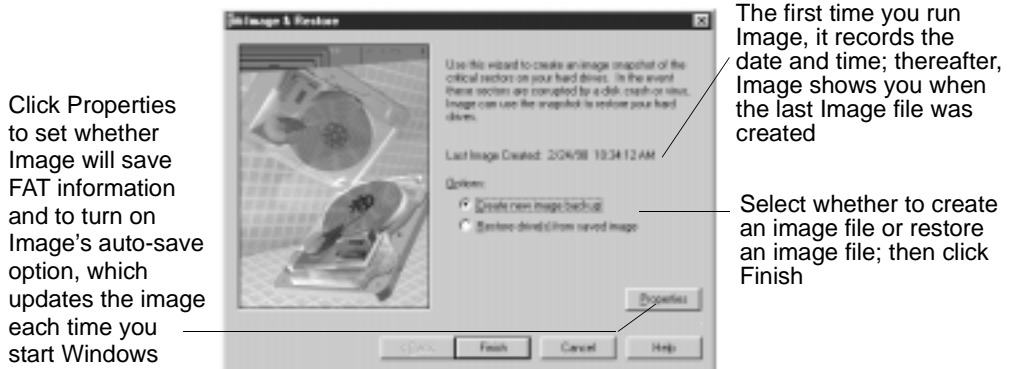 Image & Restore
Click Properties
to set whether
Image will save
FAT information
and to turn on
Image's auto-save
option, which
updates the image
each time you
start Windows
Use this wizard to create an image snapshot of the
critical sectors on your hard drives. In the event
these sectors are corrupted by a disk crash or virus,
Image can use the snapshot to restore your hard
drives.
Last Image Created: 2/24/98 10:34:12 AM
Options:
Create new image backup
Restore drive(s) from saved image
Properties
Finish
Cancel
Help
The first time you run
Image, it records the
date and time; thereafter,
Image shows you when
the last Image file was
created
Select whether to create
an image file or restore
an image file; then click
Finish